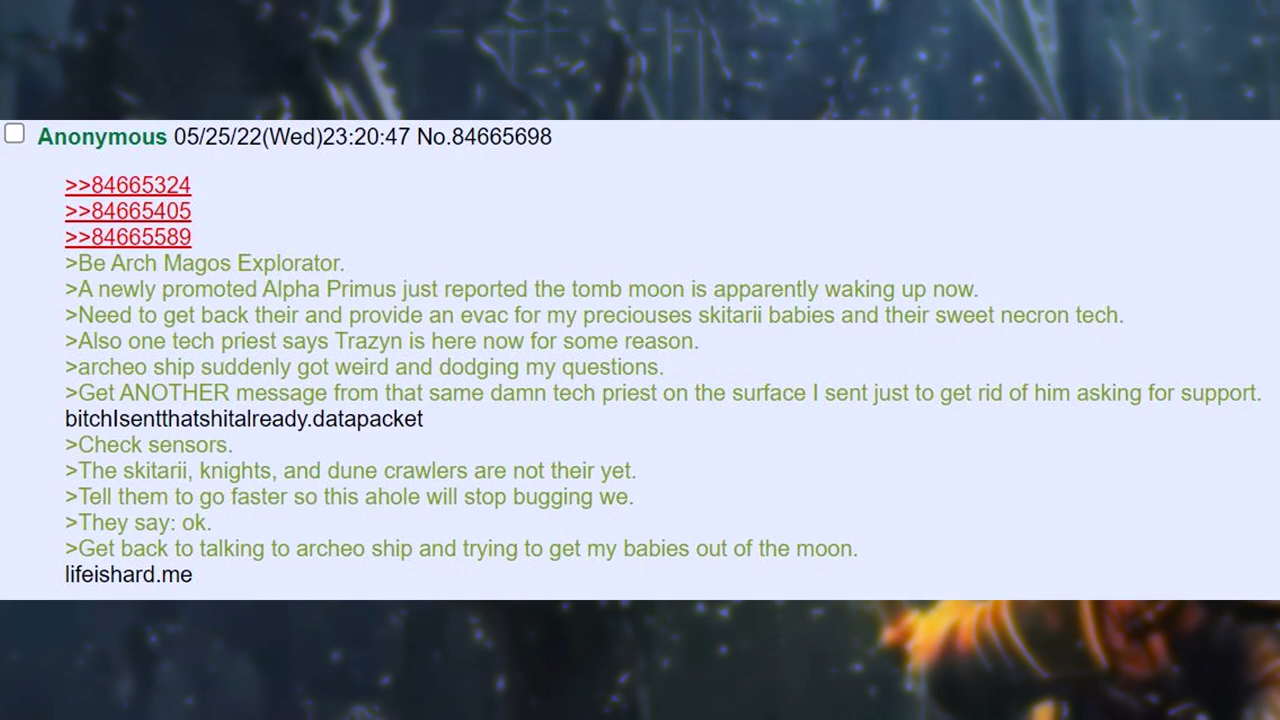 Anonymous 05/25/22(Wed)23:20:47 No.84665698
>>84665324
>>84665405
>>84665589
>Be Arch Magos Explorator.
>A newly promoted Alpha Primus just reported the tomb moon is apparently waking up now.
>Need to get back their and provide an evac for my preciouses skitarii babies and their sweet necron tech.
>Also one tech priest says Trazyn is here now for some reason.
>archeo ship suddenly got weird and dodging my questions.
>Get ANOTHER message from that same damn tech priest on the surface I sent just to get rid of him asking for support.
bitchIsentthatshitalready.datapacket
>Check sensors.
>The skitarii, knights, and dune crawlers are not their yet.
>Tell them to go faster so this ahole will stop bugging we.
>They say: ok.
>Get back to talking to archeo ship and trying to get my babies out of the moon.
lifeishard.me